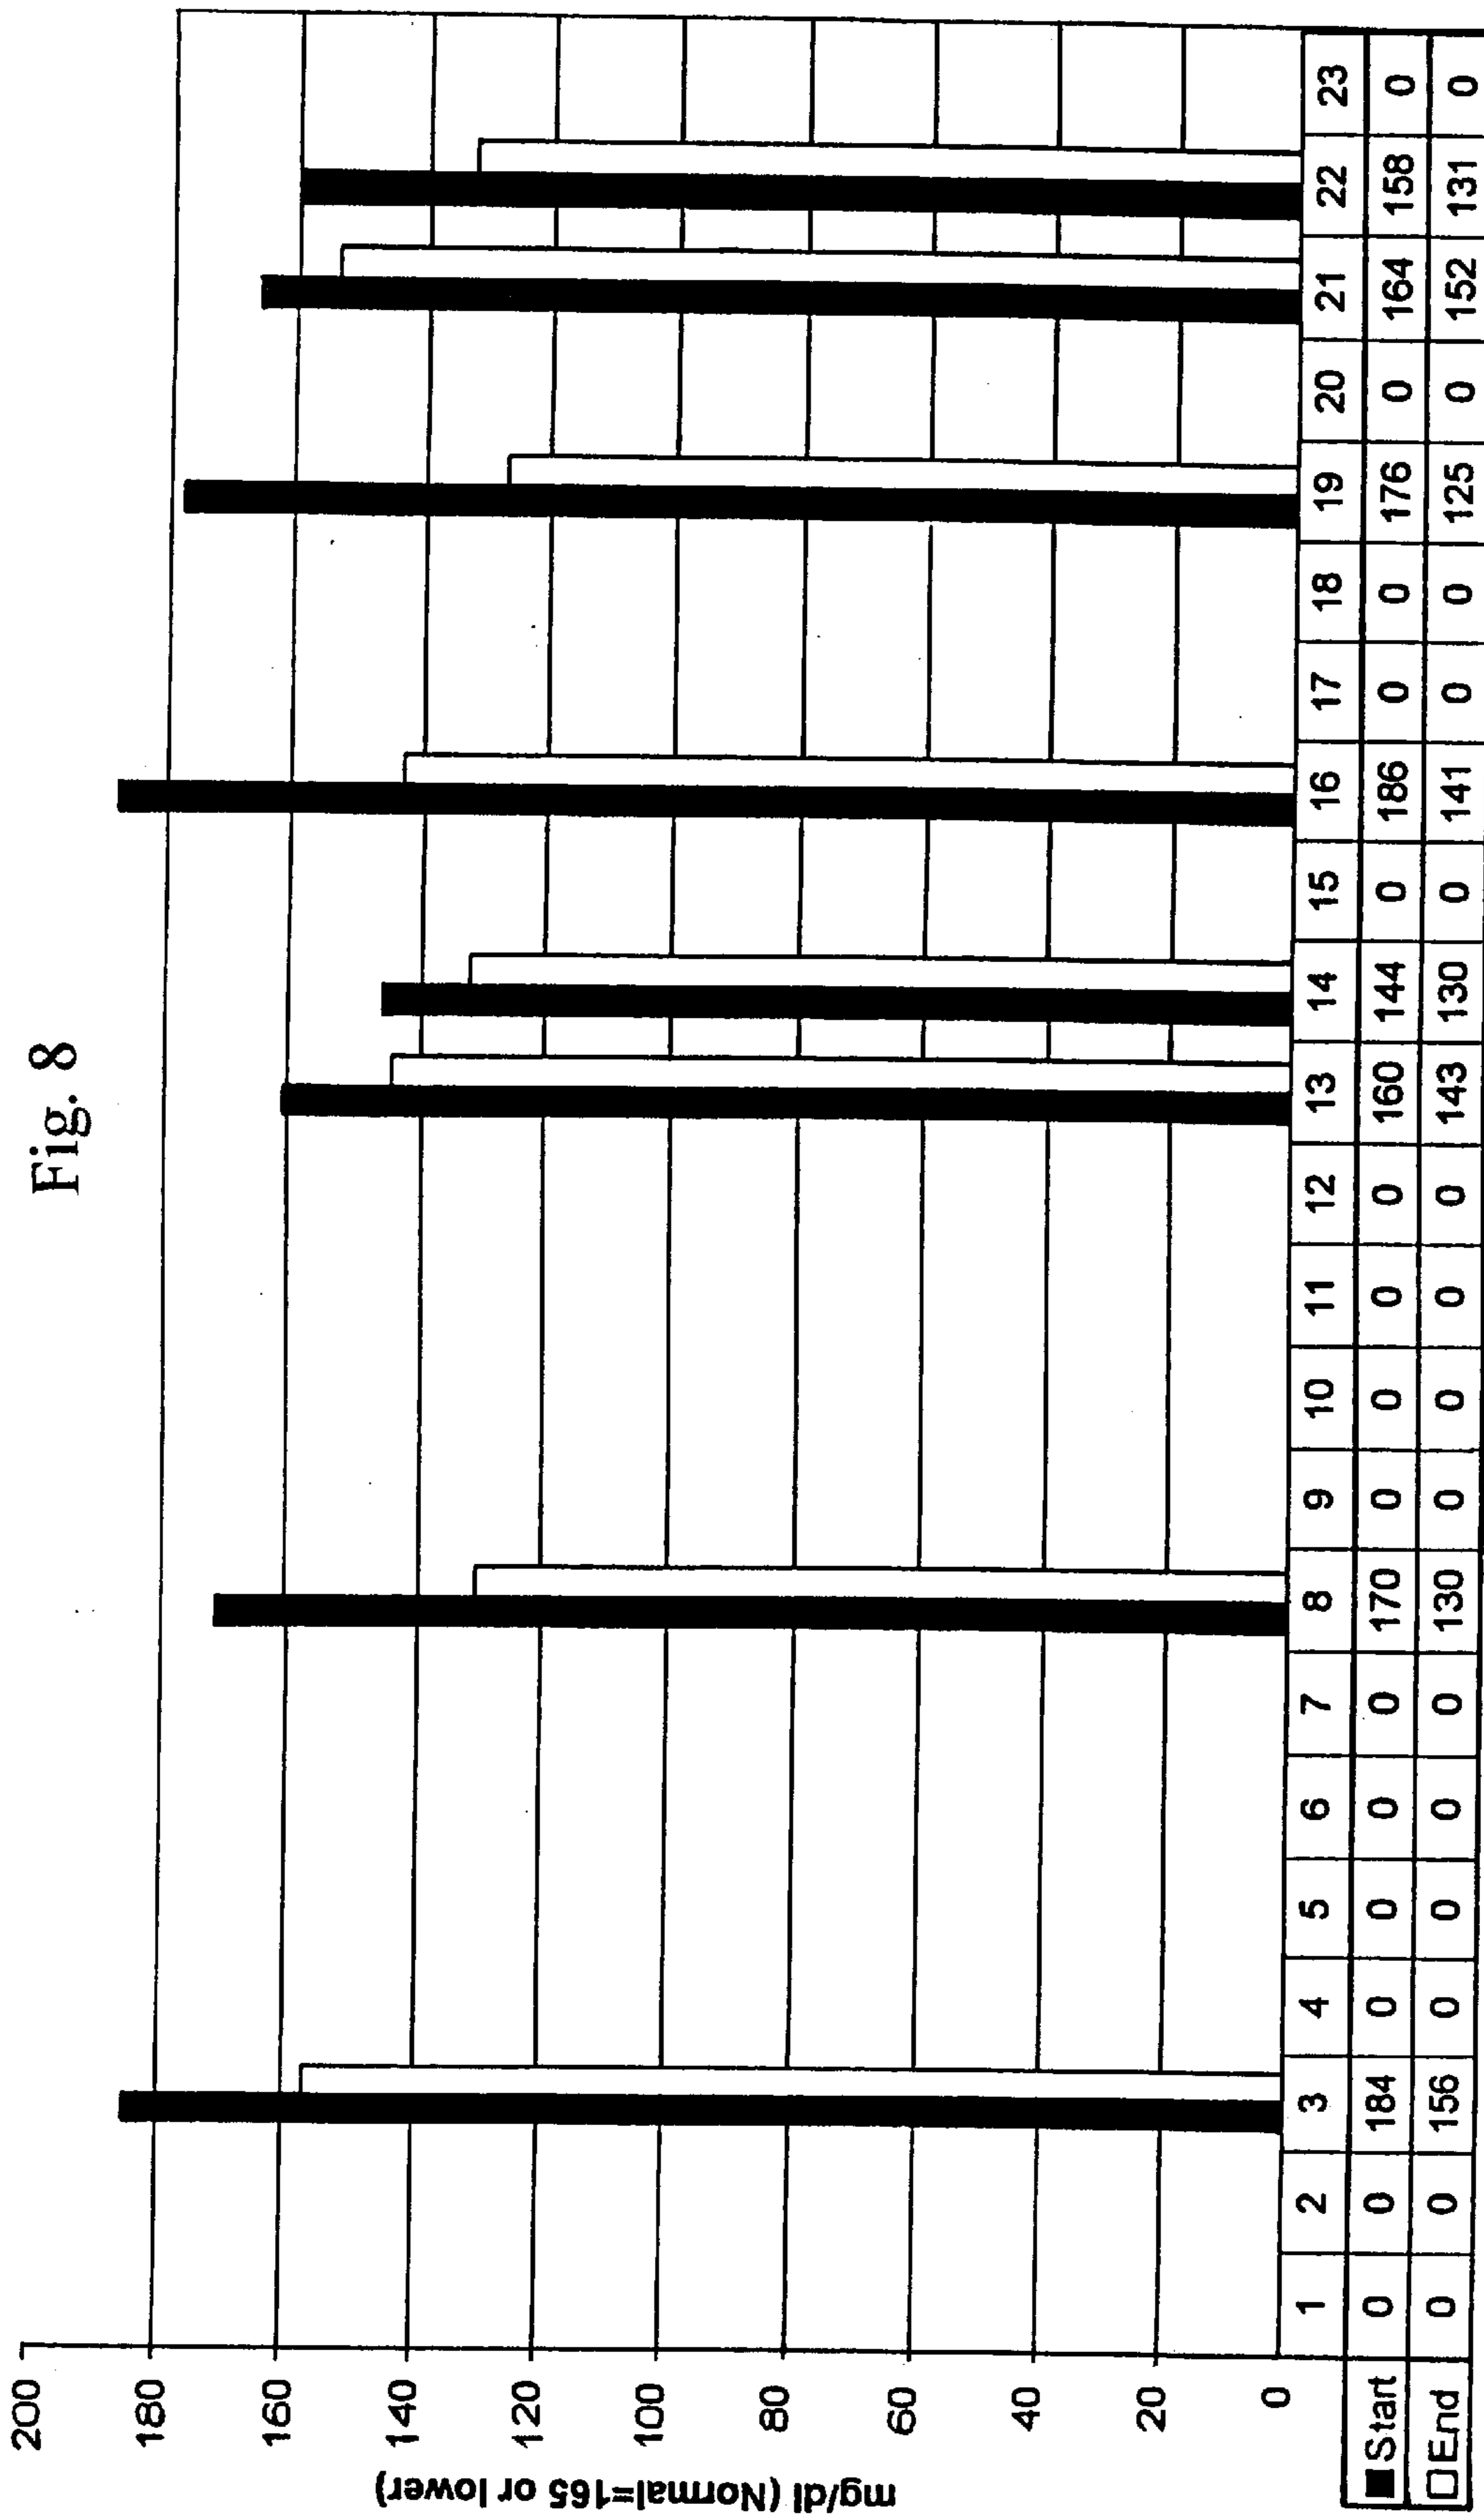 Fig. 8
mg/dl (Normal=165 or lower)
200
180
160
140
120
100
80
60
40
20
0
1 2 3 4 5 6 7 8 9 10 11 12 13 14 15 16 17 18 19 20 21 22 23
Start 0 0 184 0 0 0 0 170 0 0 0 0 160 144 0 186 0 0 176 0 164 158 0
End 0 0 156 0 0 0 0 130 0 0 0 0 143 130 0 141 0 0 125 0 152 131 0